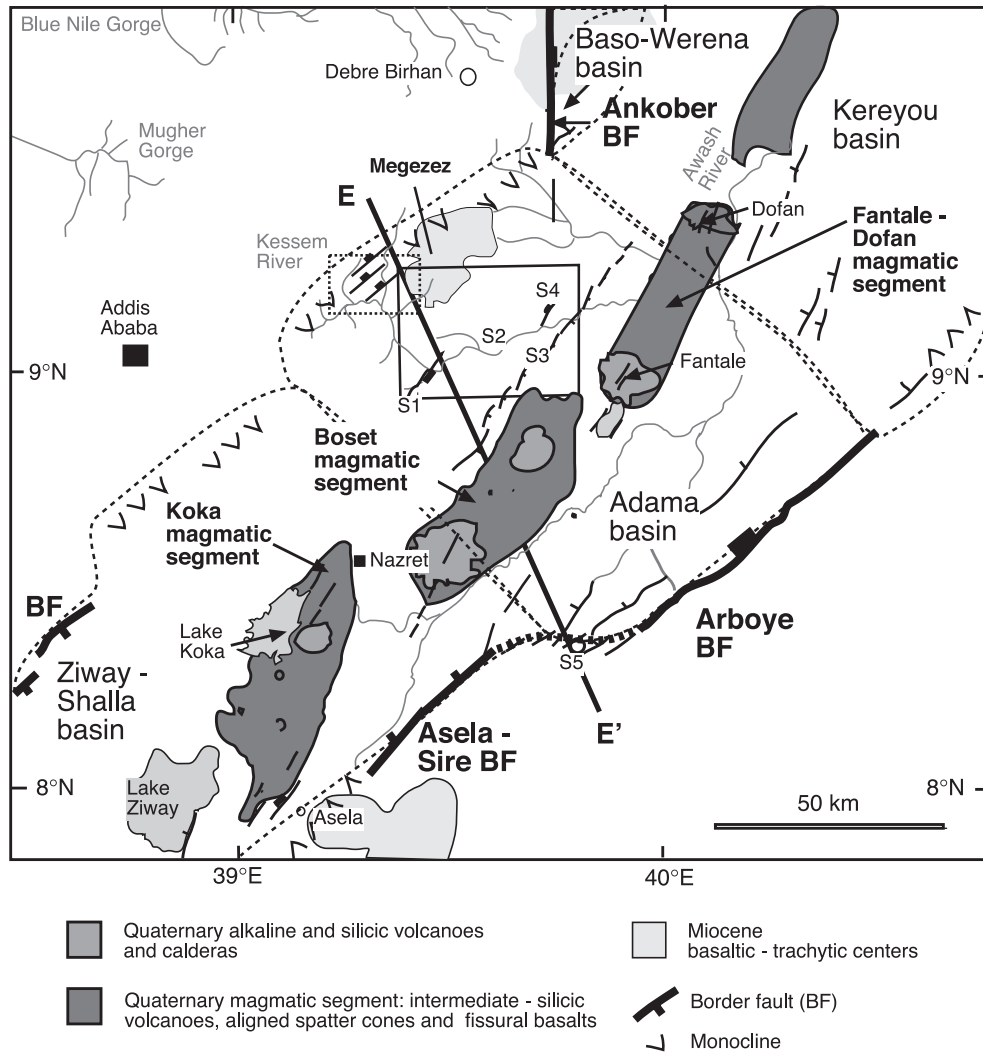 Blue Nile Gorge
Debre Birhan
Baso-Werena
basin
Ankober
BF
Kereyou
basin
Mugher
Gorge
Awash
River
Megezez
E
Dofan
Fantale -
Dofan
magmatic
segment
Kessem
River
Addis
Ababa
S4
S2
S3
S1
Fantale
9°N
9°N
Boset
magmatic
segment
Koka
magmatic
segment
Adama
basin
Nazret
BF
Lake
Koka
Arboye
BF
S5
Ziway -
Shalla
basin
E'
Asela -
Sire BF
8°N
8°N
Lake
Ziway
Asela
50 km
39°E
40°E
Quaternary alkaline and silicic volcanoes
and calderas
Miocene
basaltic - trachytic centers
Quaternary magmatic segment: intermediate - silicic
volcanoes, aligned spatter cones and fissural basalts
Border fault (BF)
Monocline